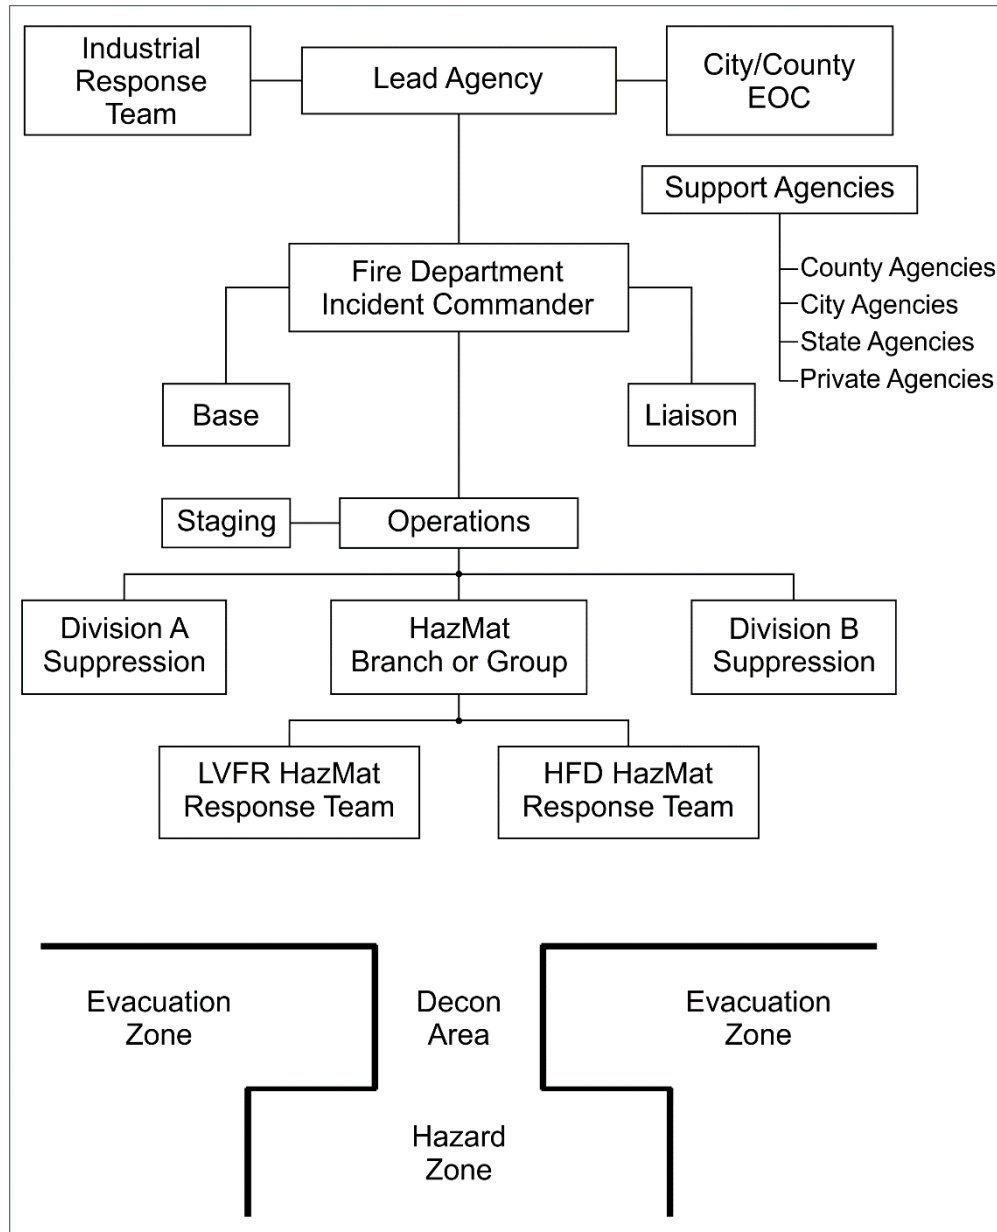 Industrial
Response
Team
Lead Agency
City/County
EOC
Support Agencies
County Agencies
City Agencies
State Agencies
Private Agencies
Fire Department
Incident Commander
Base
Liaison
Staging
Operations
Division A
Suppression
HazMat
Branch or Group
Division B
Suppression
LVFR HazMat
Response Team
HFD HazMat
Response Team
Evacuation
Zone
Decon
Area
Evacuation
Zone
Hazard
Zone